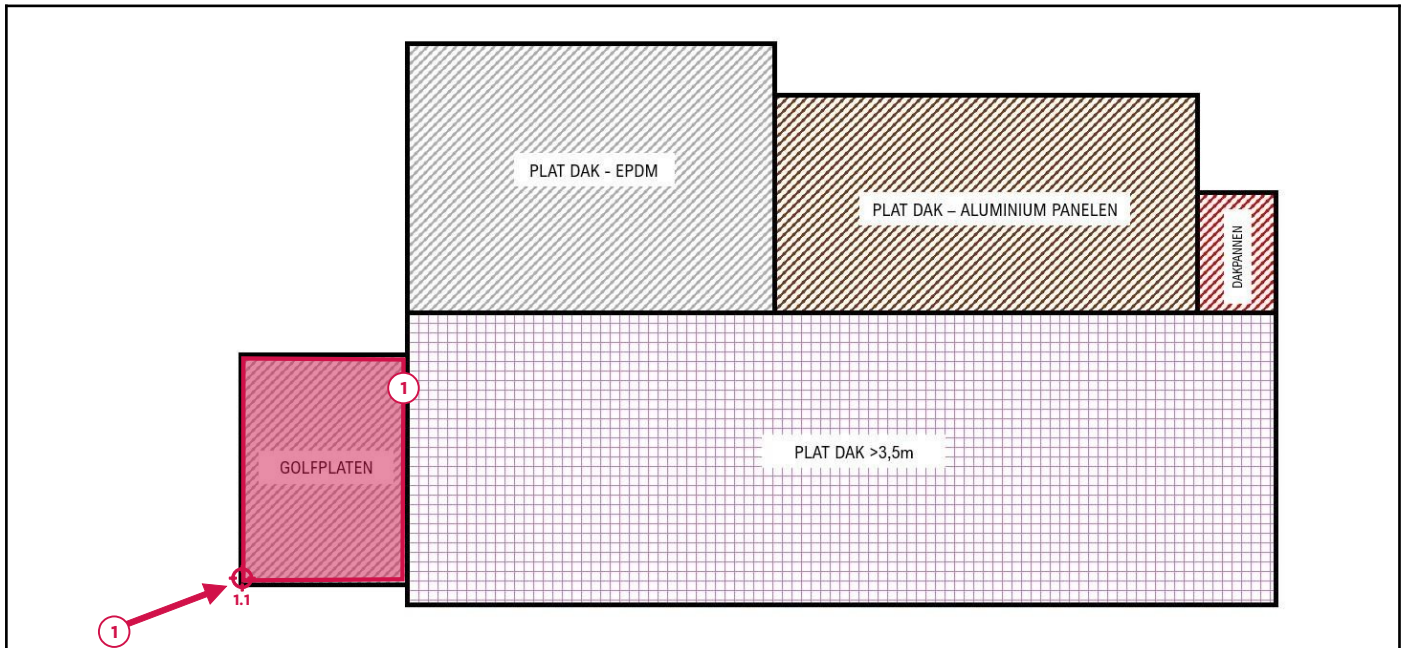 PLAT DAK - EPDM
PLAT DAK – ALUMINIUM PANELEN
DAKPANNEN
1
PLAT DAK >3,5m
GOLFPLATEN
1.1
1